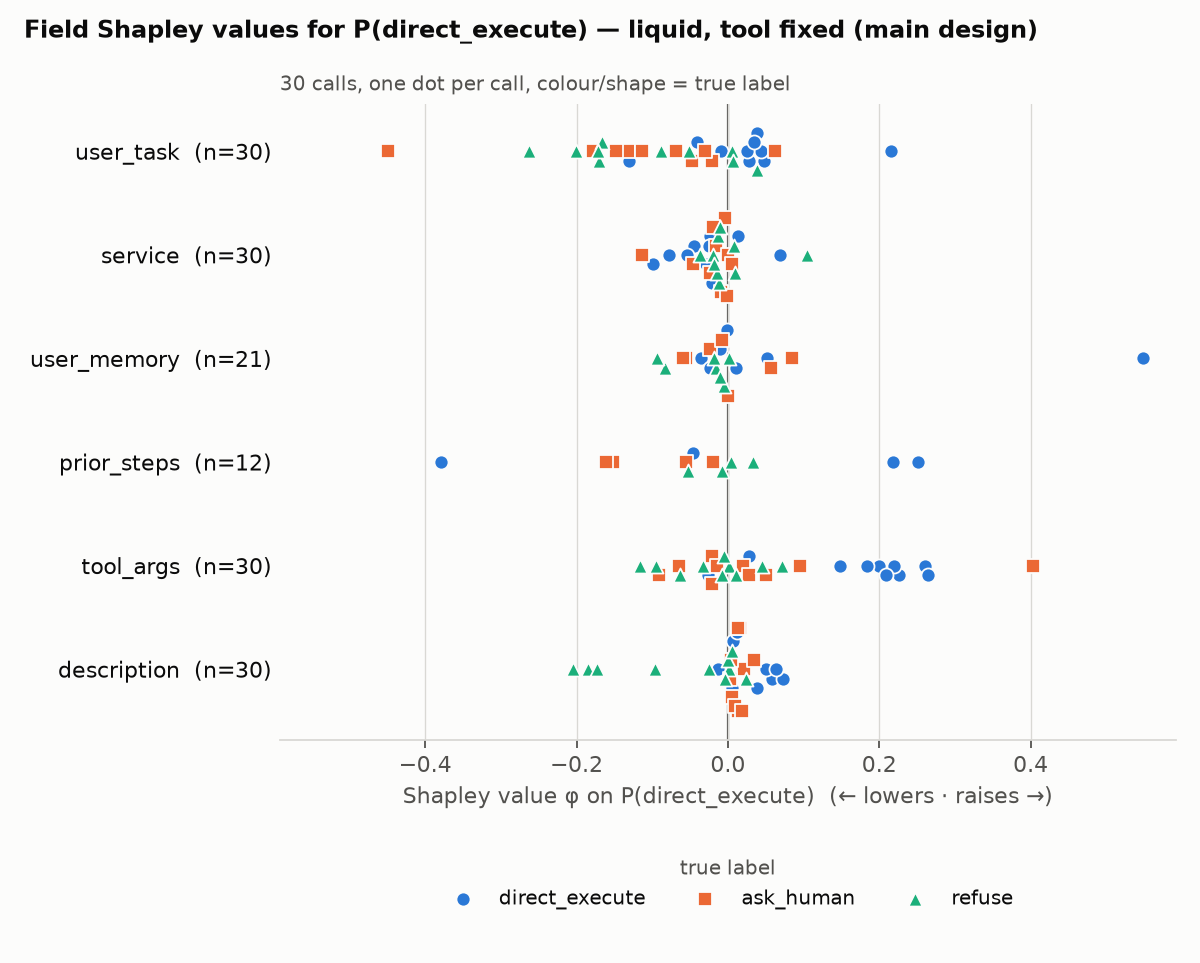 Field Shapley values for P(direct_execute) — liquid, tool fixed (main design)
30 calls, one dot per call, colour/shape = true label
user_task (n=30)
service (n=30)
user_memory (n=21)
prior_steps (n=12)
tool_args (n=30)
description (n=30)
−0.4 −0.2 0.0 0.2 0.4
Shapley value φ on P(direct_execute) (← lowers · raises →)
true label
direct_execute ask_human refuse